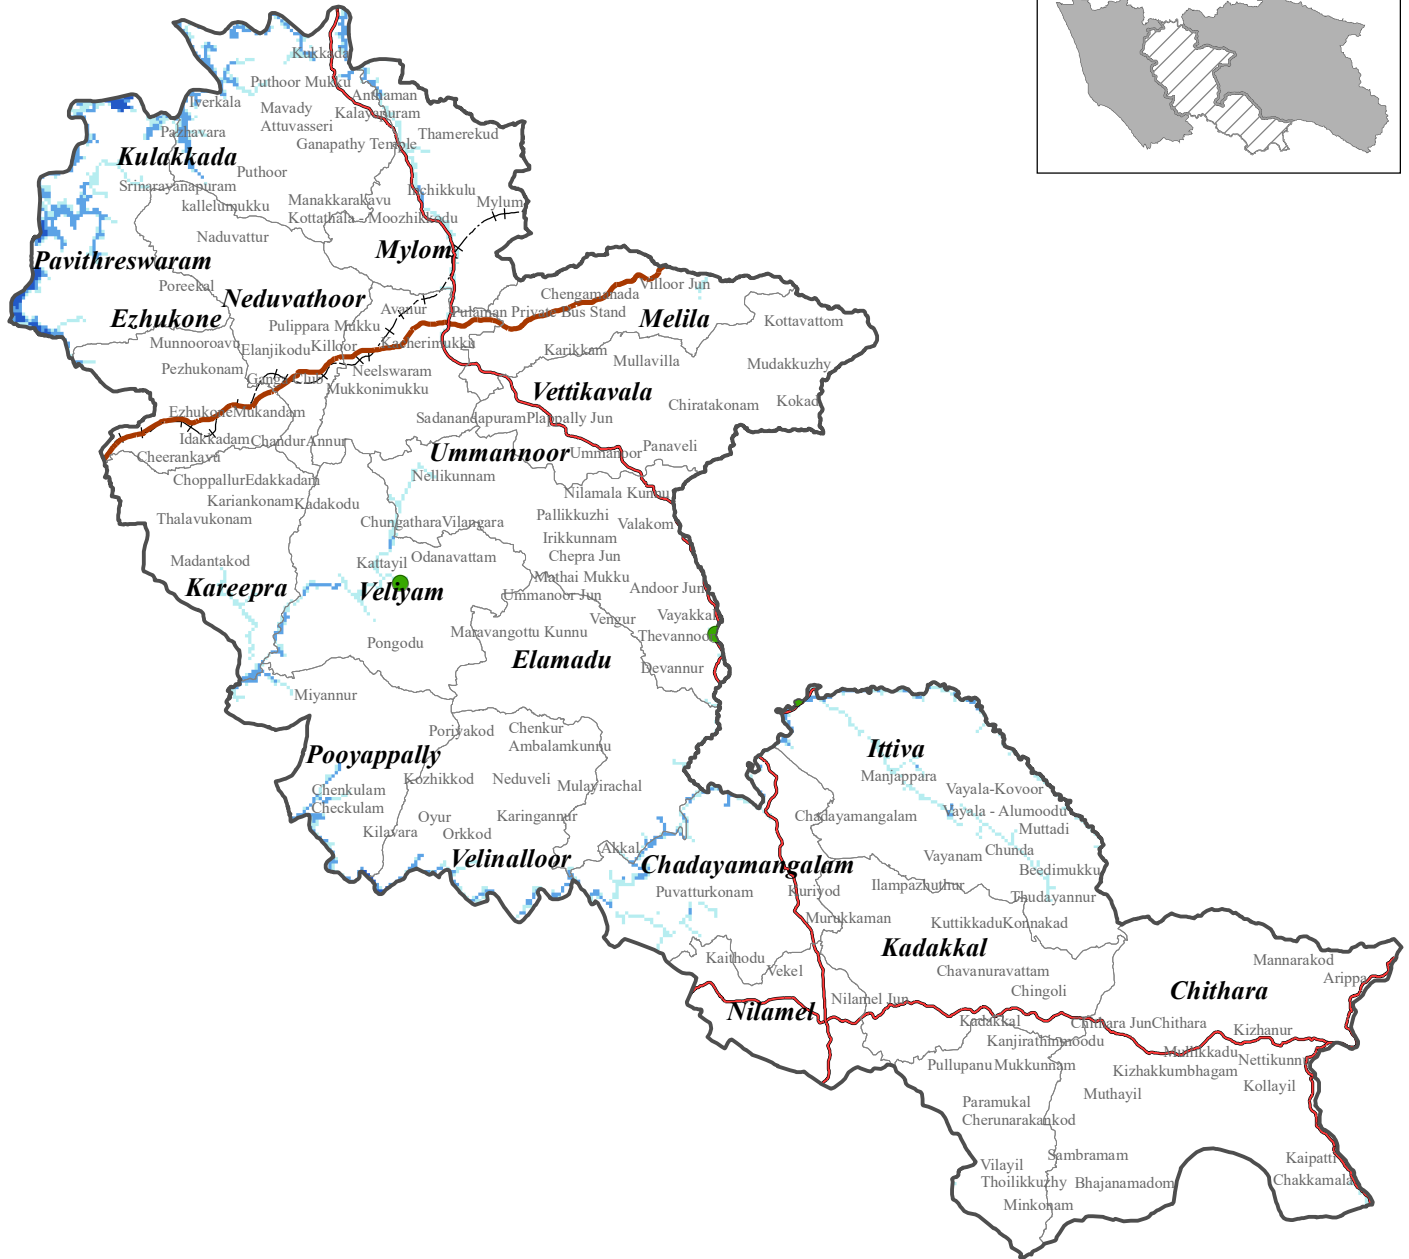 Kukkada
Puthoor Mukku
Anthaman
Iverkala
Mavady
Kalayapuram
Attuvasseri
Pazhavara
Thamerekud
Ganapathy Temple
Kulakkada
Puthoor
Srinarayanapuram
Inchikkulu
Manakkarakavu
Mylum
kallelumukku
Kottathala - Moozhikkodu
Naduvattur
Mylom
Pavithreswaram
Poreekal
Neduvathoor
Villoor Jun
Chengamanada
Avanur
Pulaman Private Bus Stand
Ezhukone
Melila
Kottavattom
Pulippara Mukku
Munnooroavu
Elanjikodu
Killoor
Kacherimukku
Karikkam
Mullavilla
Mudakkuzhy
Pezhukonam
Neelswaram
Ganga Club
Mukkonimukku
Vettikavala
Chiratakonam
Kokad
Ezhukone
Mukandam
Sadanandapuram
Plappally Jun
Idakkadam
Chandur
Annur
Panaveli
Ummannoor
Ummanoor
Cheerankavu
Nellikunnam
Choppallur
Edakkadam
Nilamala Kunnu
Kariankonam
Kadakodu
Pallikkuzhi
Thalavukonam
Chungathara
Vilangara
Valakom
Irikkunnam
Odanavattam
Chepra Jun
Madantakod
Kattayil
Mathai Mukku
Kareepra
Veliyam
Andoor Jun
Ummanoor Jun
Vayakkal
Vengur
Maravangottu Kunnu
Thevannoor
Pongodu
Elamadu
Devannur
Miyannur
Poriyakod
Chenkur
Ambalamkunnu
Ittiva
Pooyappally
Manjappara
Kozhikkod
Neduveli
Mulayirachal
Chenkulam
Vayala-Kovoor
Checkulam
Vayala - Alumoodu
Oyur
Karingannur
Chadayamangalam
Muttadi
Kilavara
Orkkod
Akkal
Chunda
Velinalloor
Vayanam
Chadayamangalam
Beedimukku
Ilampazhuthur
Puvatturkonam
Kuriyod
Thudayannur
Murukkaman
Kuttikkadu
Konnakad
Kadakkal
Kaithodu
Mannarakod
Vekel
Chavanuravattam
Arippa
Chingoli
Chithara
Nilamel Jun
Nilamel
Kadakkal
Chithara Jun
Chithara
Kizhanur
Kanjirathinmoodu
Mullikkadu
Nettikunnu
Pullupanu
Mukkunnam
Kizhakkumbhagam
Kollayil
Muthayil
Paramukal
Cherunarakankod
Sambramam
Kaipatti
Vilayil
Thoilikkuzhy
Bhajanamadom
Chakkamala
Minkonam